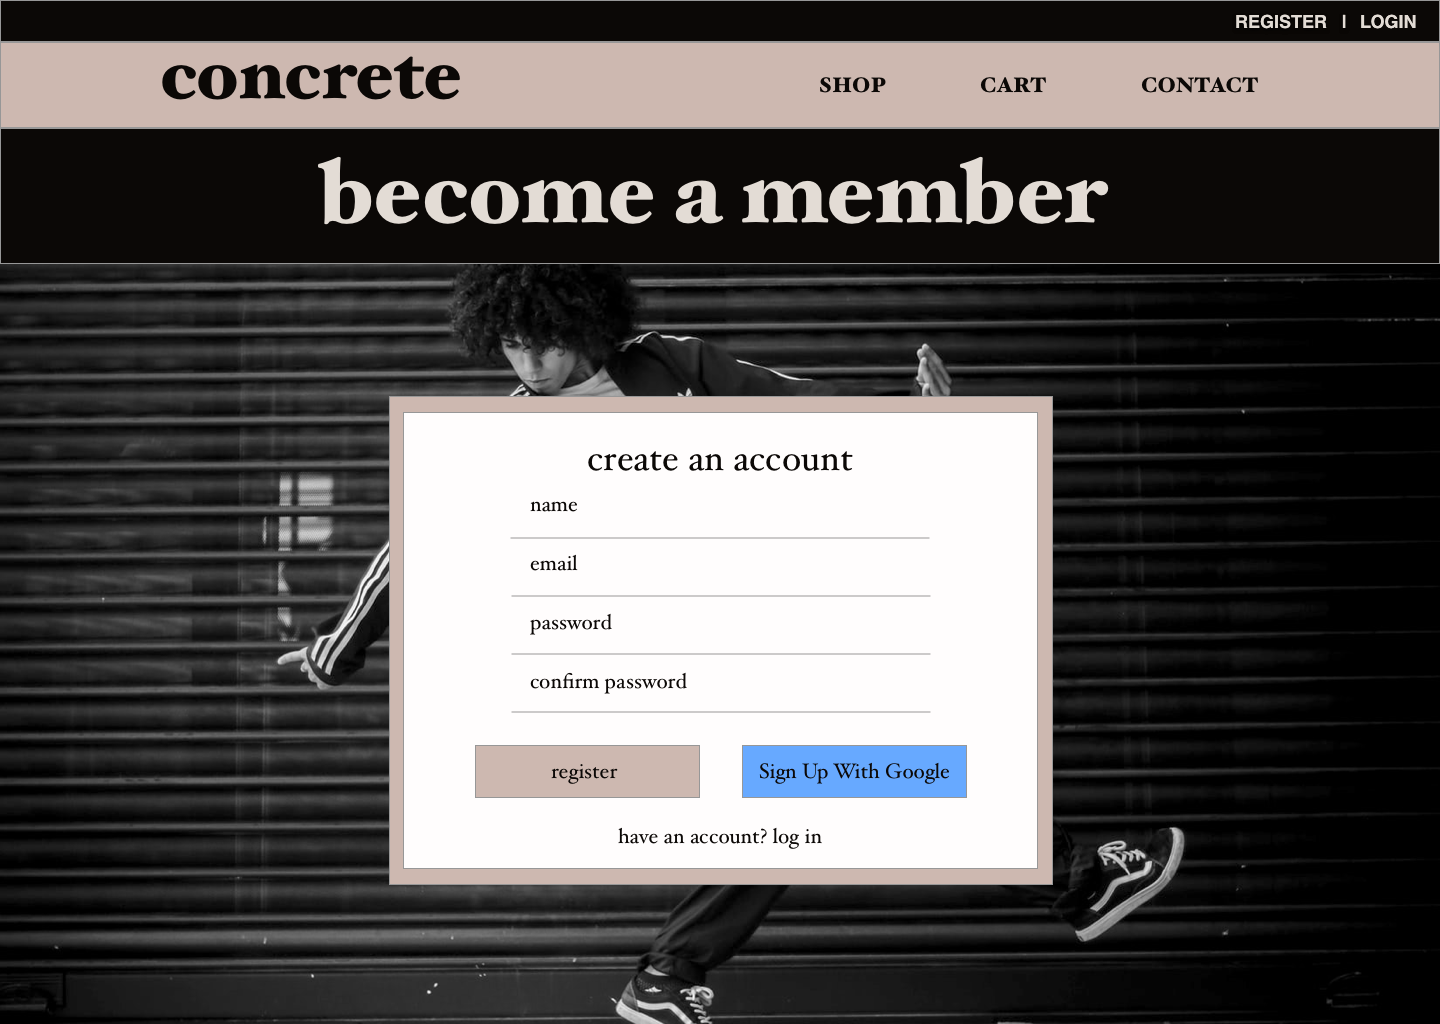 REGISTER | LOGIN
concrete
SHOP CART CONTACT
become a member
create an account
name
email
password
confirm password
register
Sign Up With Google
have an account? log in